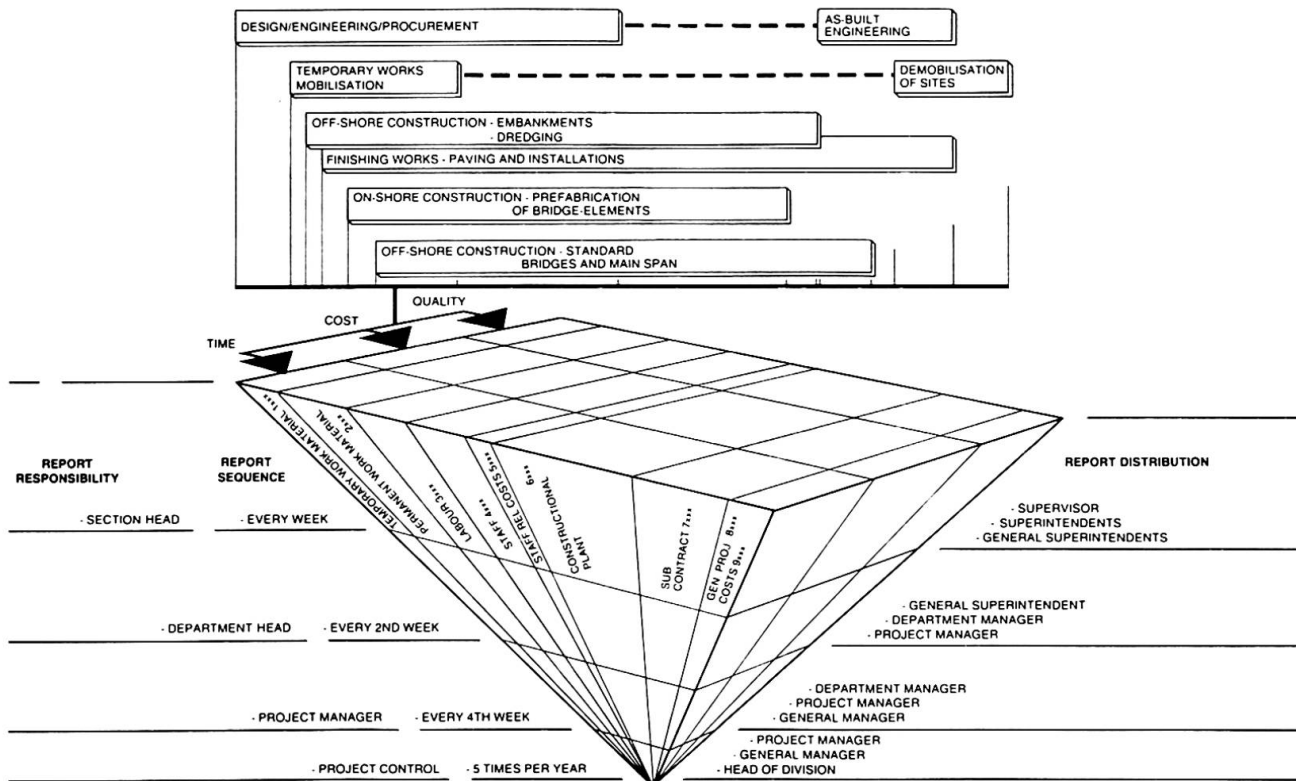 DESIGN/ENGINEERING/PROCUREMENT
AS-BUILT
ENGINEERING
TEMPORARY WORKS
MOBILISATION
DEMOBILISATION
OF SITES
OFF-SHORE CONSTRUCTION - EMBANKMENTS
- DREDGING
FINISHING WORKS - PAVING AND INSTALLATIONS
ON-SHORE CONSTRUCTION - PREFABRICATION
OF BRIDGE-ELEMENTS
OFF-SHORE CONSTRUCTION - STANDARD
BRIDGES AND MAIN SPAN
QUALITY
COST
TIME
TEMPORARY WORK MATERIAL 1***
PERMANENT WORK MATERIAL
2***
LABOUR 3***
STAFF 4***
STAFF REL COSTS 5***
CONSTRUCTIONAL
PLANT
6***
SUB
CONTRACT 7***
GEN PROJ 8***
COSTS 9***
REPORT
RESPONSIBILITY
REPORT
SEQUENCE
REPORT DISTRIBUTION
- SECTION HEAD
- EVERY WEEK
- SUPERVISOR
- SUPERINTENDENTS
- GENERAL SUPERINTENDENTS
- DEPARTMENT HEAD
- EVERY 2ND WEEK
- GENERAL SUPERINTENDENT
- DEPARTMENT MANAGER
- PROJECT MANAGER
- PROJECT MANAGER
- EVERY 4TH WEEK
- DEPARTMENT MANAGER
- PROJECT MANAGER
- GENERAL MANAGER
- PROJECT CONTROL
- 5 TIMES PER YEAR
- PROJECT MANAGER
- GENERAL MANAGER
- HEAD OF DIVISION